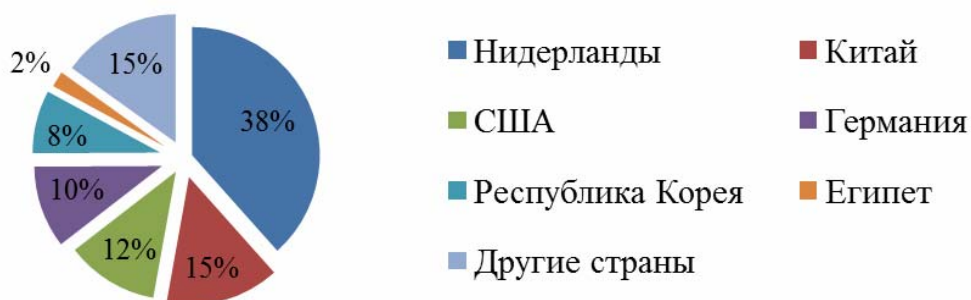 15%
2%
38%
8%
10%
12%
15%
Нидерланды
Китай
США
Германия
Республика Корея
Египет
Другие страны